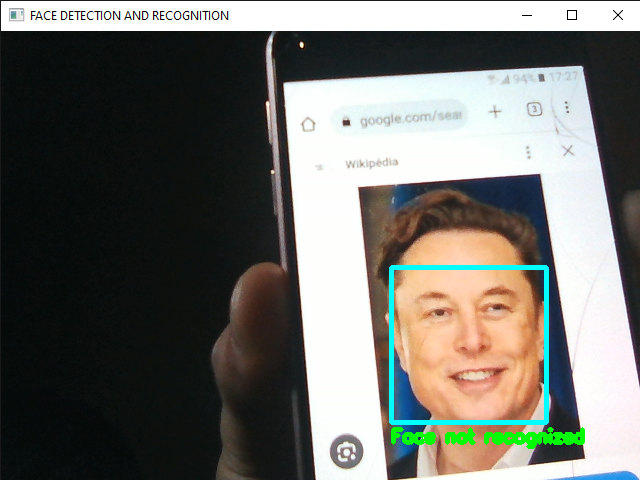 FACE DETECTION AND RECOGNITION
94% 17:27
google.com/sear
3
W Wikipédia
Face not recognized